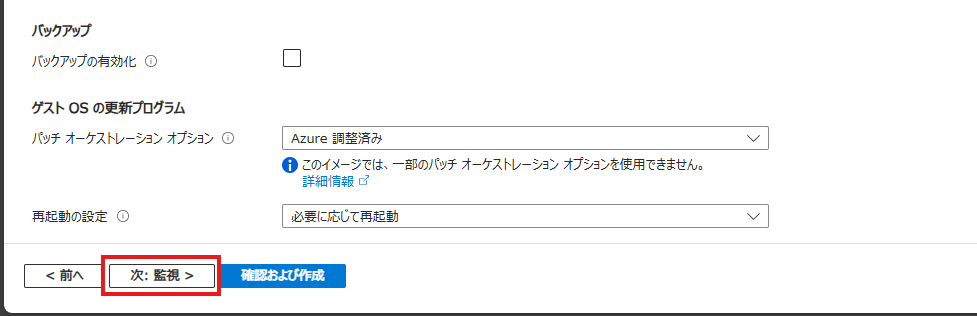 バックアップ
バックアップの有効化
ゲスト OS の更新プログラム
パッチ オーケストレーション オプション
Azure 調整済み
このイメージでは、一部のパッチ オーケストレーション オプションを使用できません。
詳細情報
再起動の設定
必要に応じて再起動
< 前へ
次: 監視 >
確認および作成